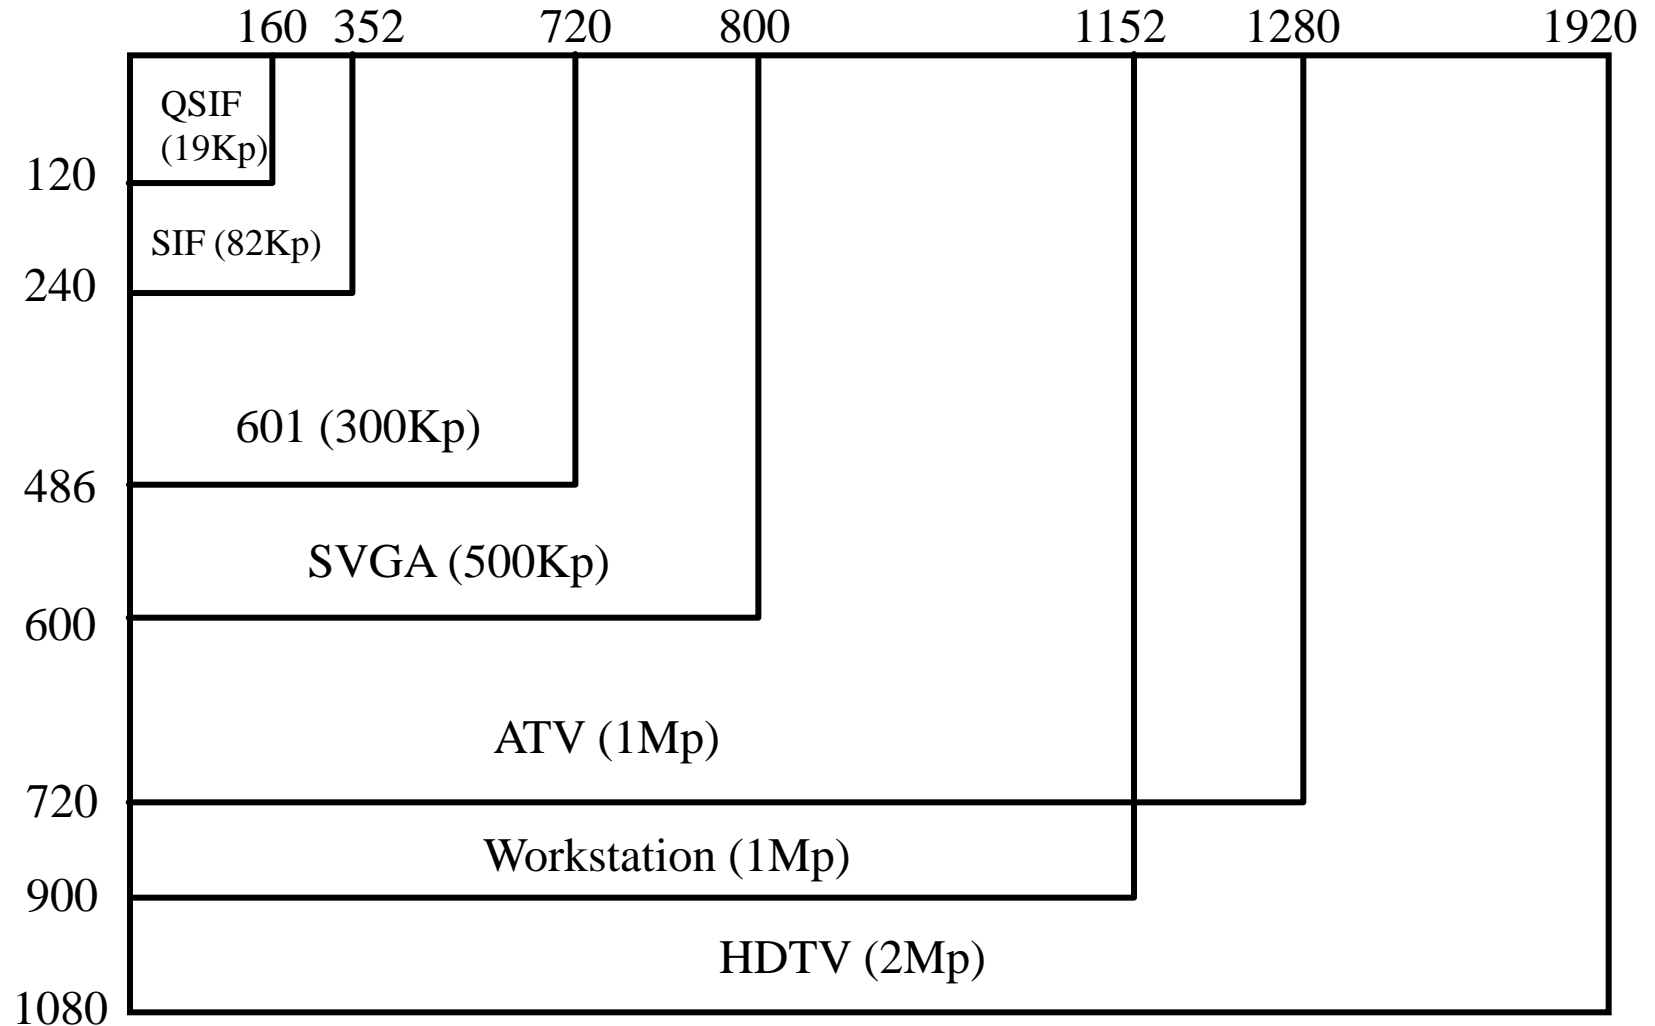 160 352 720 800 1152 1280 1920
QSIF
(19Kp)
120
SIF (82Kp)
240
601 (300Kp)
486
SVGA (500Kp)
600
ATV (1Mp)
720
Workstation (1Mp)
900
HDTV (2Mp)
1080